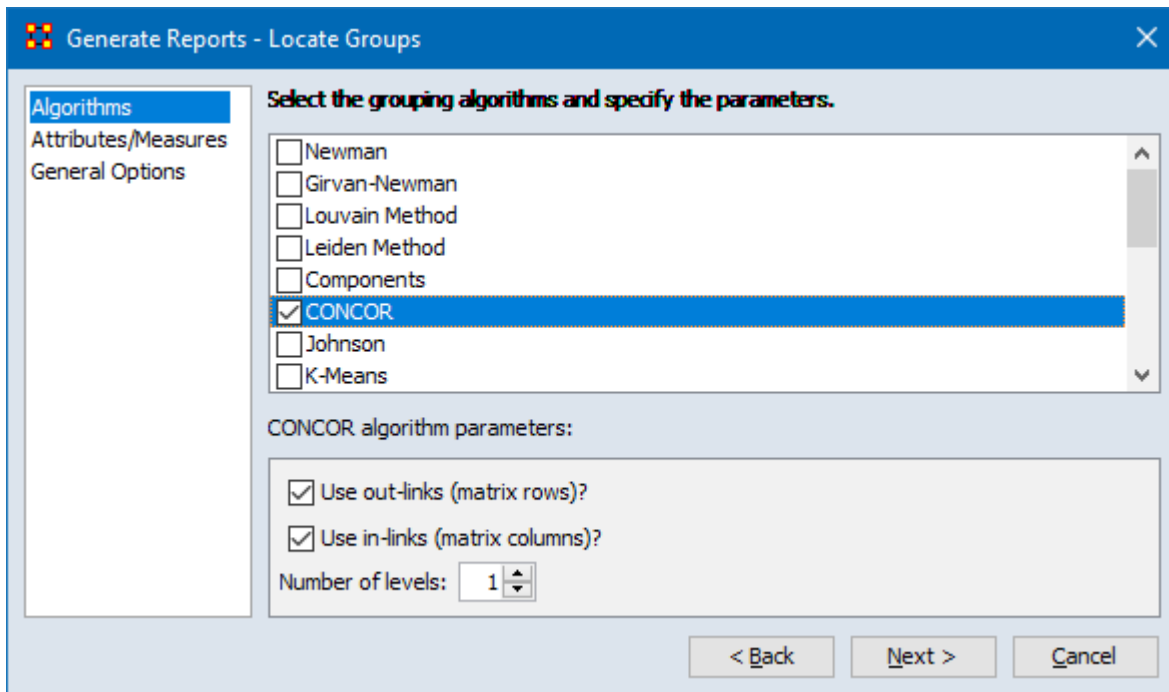 Generate Reports - Locate Groups
Algorithms
Attributes/Measures
General Options
Select the grouping algorithms and specify the parameters.
Newman
Girvan-Newman
Louvain Method
Leiden Method
Components
CONCOR
Johnson
K-Means
CONCOR algorithm parameters:
Use out-links (matrix rows)?
Use in-links (matrix columns)?
Number of levels: 1
< Back Next > Cancel